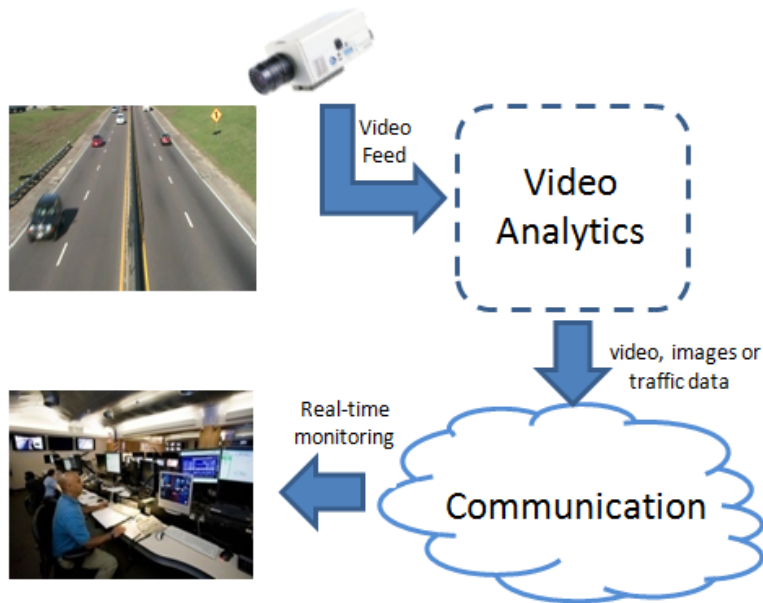 Video
Feed
Video
Analytics
video, images or
traffic data
Real-time
monitoring
Communication